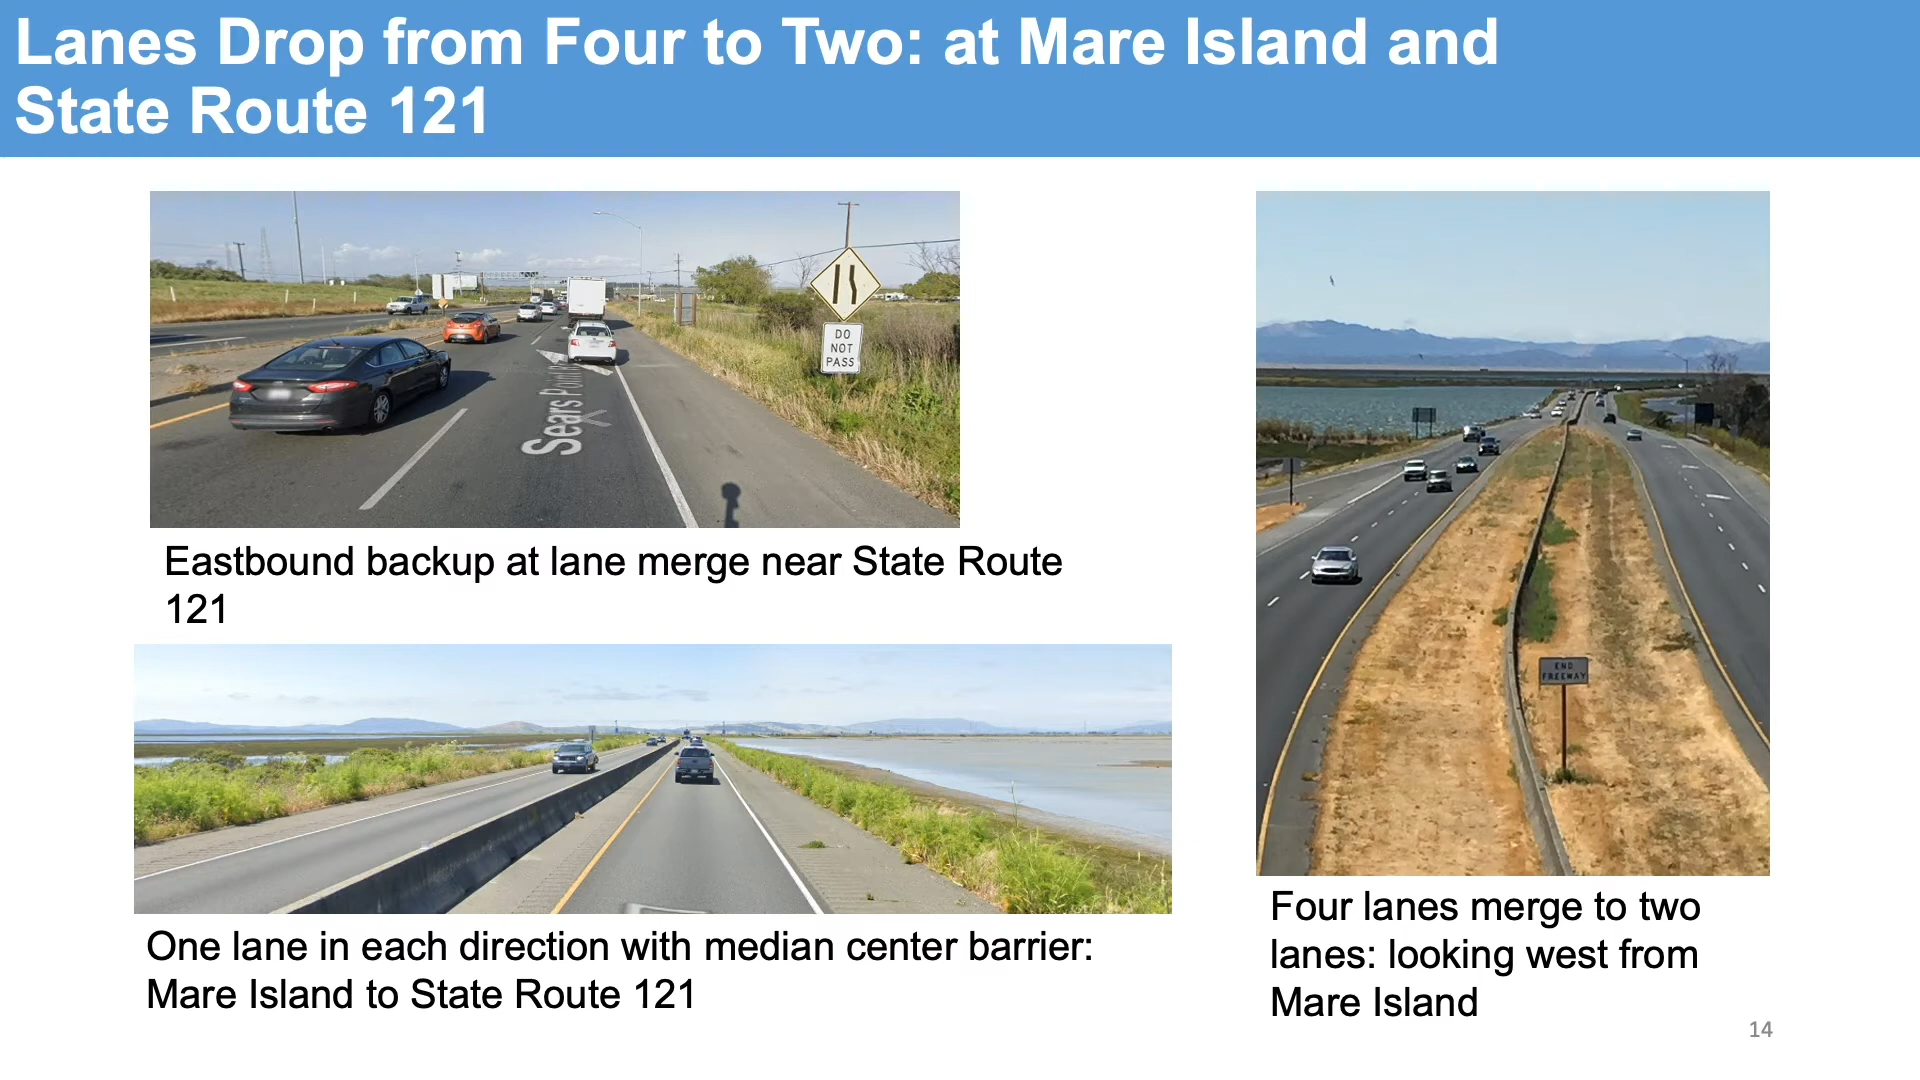 Lanes Drop from Four to Two: at Mare Island and
State Route 121
DO
NOT
PASS
Sears Point
Eastbound backup at lane merge near State Route
121
One lane in each direction with median center barrier:
Mare Island to State Route 121
END
FREEWAY
Four lanes merge to two
lanes: looking west from
Mare Island
14